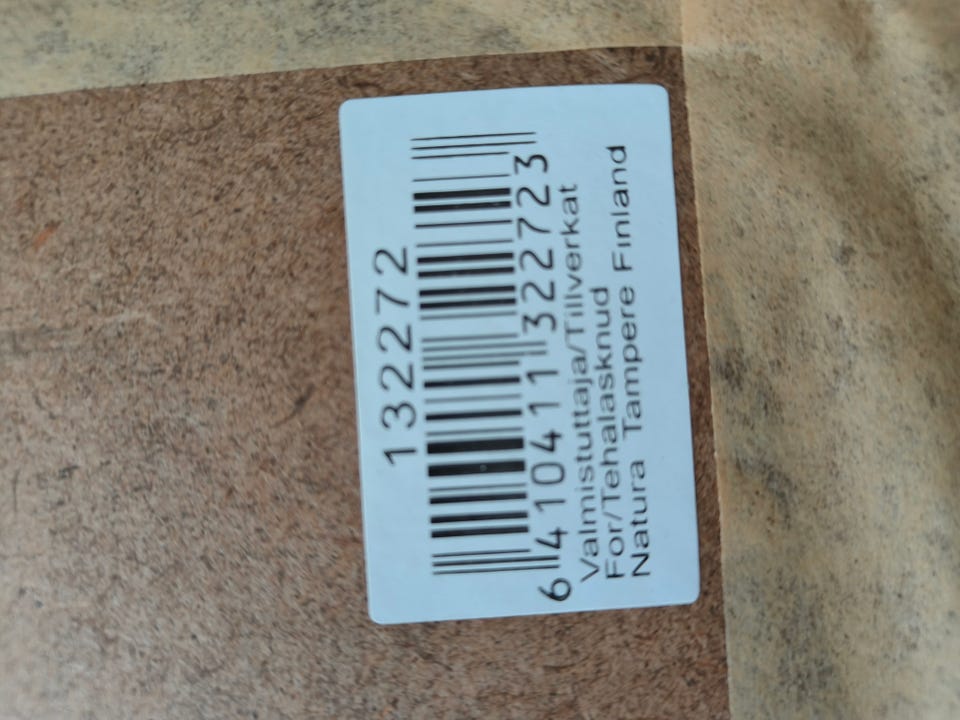 132272
6 410411 322723
Valmistuttaja/Tillverkat
For/Tehalasknud
Natura Tampere Finland